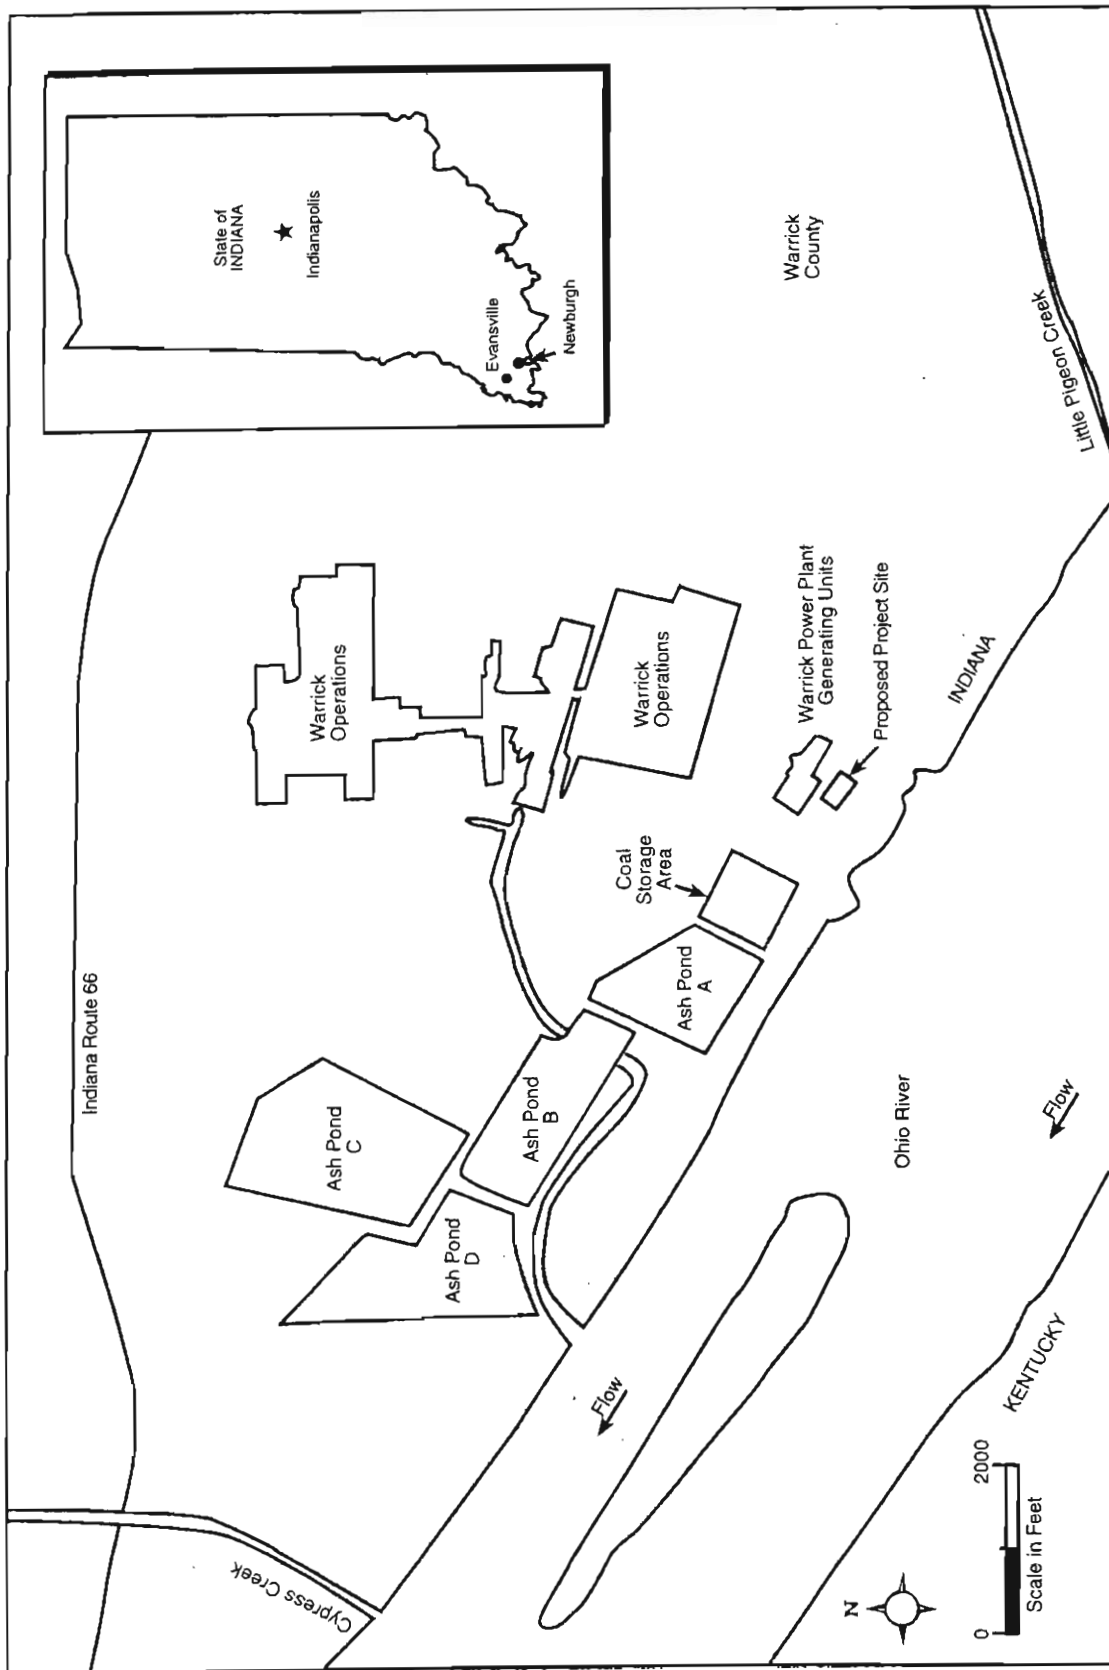 Indiana Route 66
State of
INDIANA
Indianapolis
Evansville
Newburgh
Cypress Creek
Ash Pond
C
Ash Pond
D
Ash Pond
B
Ash Pond
A
Coal
Storage
Area
Warrick
Operations
Warrick
Operations
Warrick Power Plant
Generating Units
Proposed Project Site
Warrick
County
Little Pigeon Creek
INDIANA
Ohio River
Flow
Flow
KENTUCKY
N
0
2000
Scale in Feet